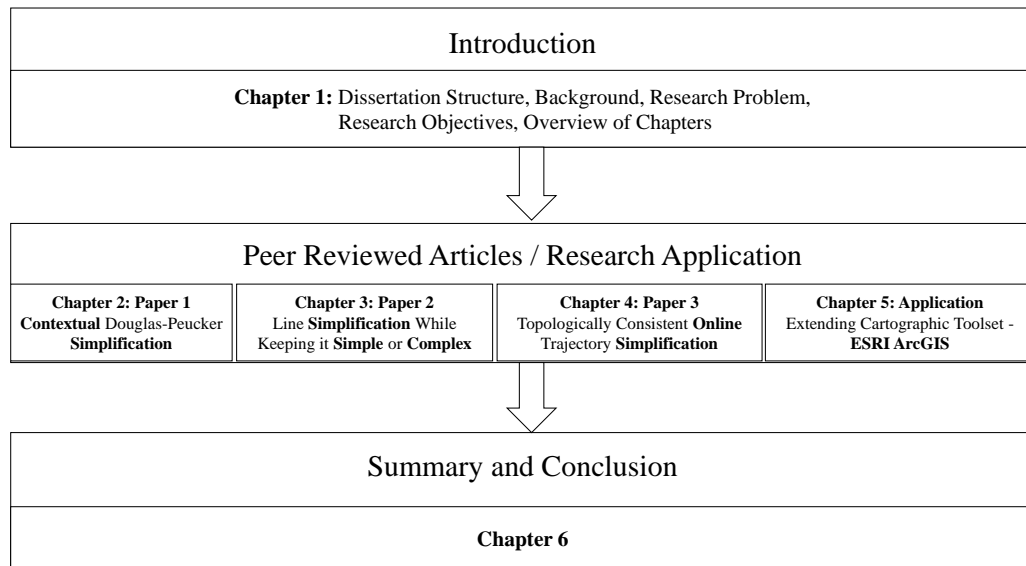 Introduction
Chapter 1: Dissertation Structure, Background, Research Problem,
Research Objectives, Overview of Chapters
Peer Reviewed Articles / Research Application
Chapter 2: Paper 1
Contextual Douglas-Peucker
Simplification
Chapter 3: Paper 2
Line Simplification While
Keeping it Simple or Complex
Chapter 4: Paper 3
Topologically Consistent Online
Trajectory Simplification
Chapter 5: Application
Extending Cartographic Toolset -
ESRI ArcGIS
Summary and Conclusion
Chapter 6